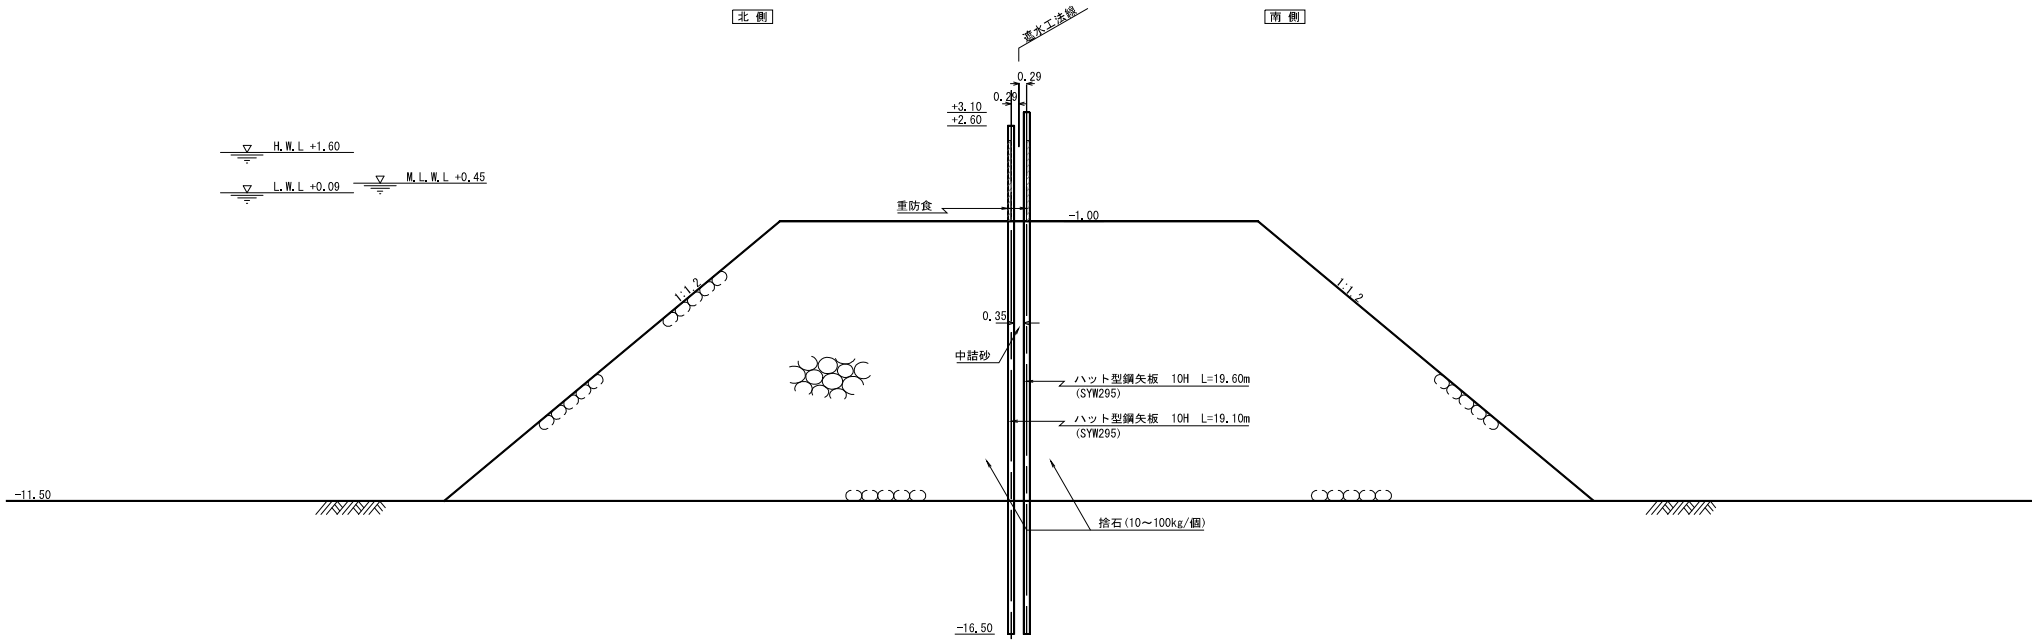 北 側
南 側
遮水工法線
0.29
0.29
+3.10
+2.60
H.W.L +1.60
M.L.W.L +0.45
L.W.L +0.09
重防食
-1.00
1:1.2
1:1.2
0.35
中詰砂
ハット型鋼矢板 10H L=19.60m
(SYW295)
ハット型鋼矢板 10H L=19.10m
(SYW295)
-11.50
捨石(10～100kg/個)
-16.50